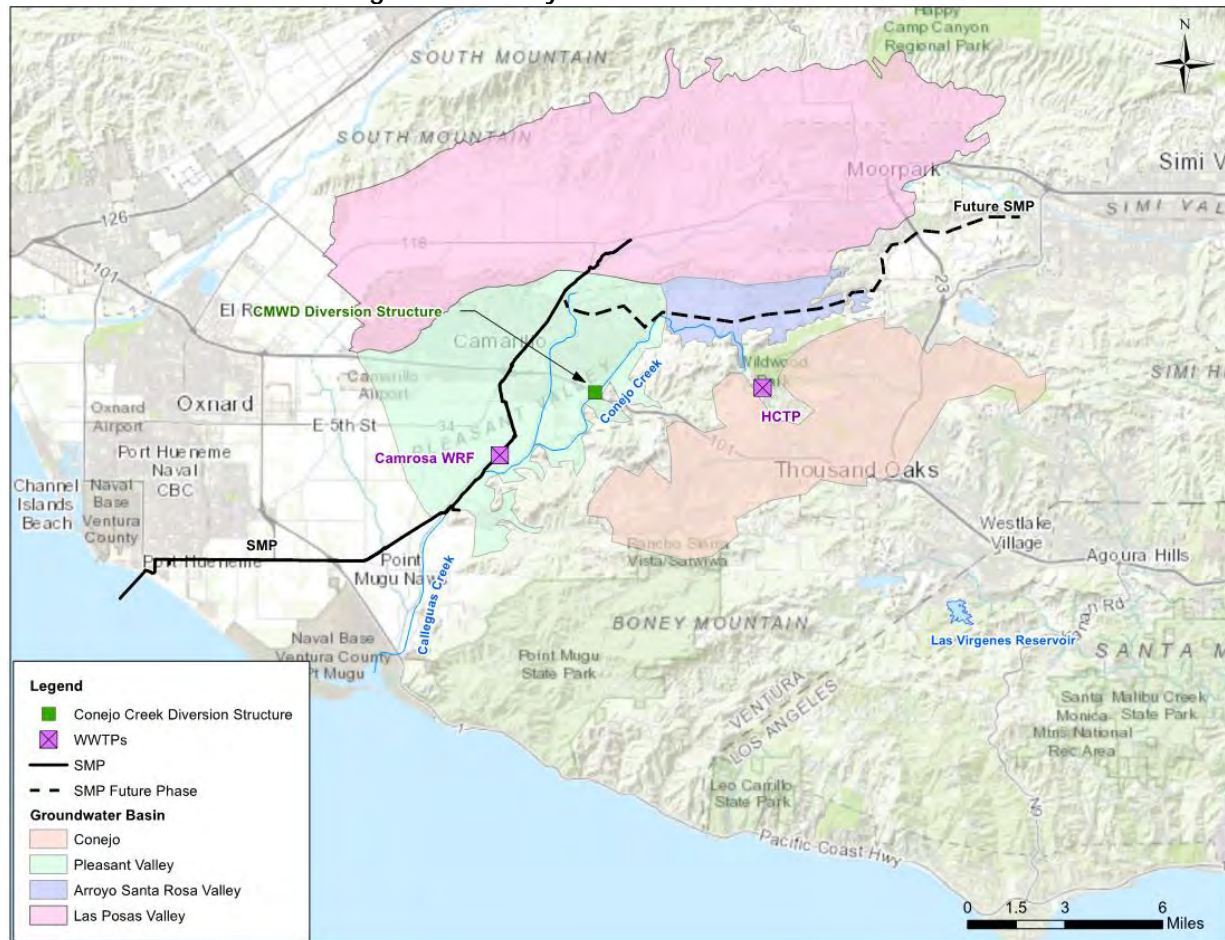 Happy
Camp Canyon
Regional Park
N
SOUTH MOUNTAIN
SOUTH MOUNTAIN
Moorpark
Simi V
126
Future SMP
SIMI VAL
118
101
23
El R
CMWD Diversion Structure
Camarillo
Camarillo
Airport
Wildwood
Park
Conejo Creek
SIMI H
Oxnard
Airport
Oxnard
E 5th St
34
PLEASANT VALLEY
HCTP
101
Port Hueneme
Naval
CBC
Camrosa WRF
Thousand Oaks
Channel
Islands
Beach
Naval
Base
Ventura
County
Westlake
Village
SMP
Port Hueneme
Point
Mugu Naw
Rancho Sierra
Vista/Satwiwa
Agoura Hills
Calleguas Creek
BONEY MOUNTAIN
Kanan Rd
Las Virgenes Reservoir
Naval Base
Ventura County
Pt Mugu
Point Mugu
State Park
SANTA M
VENTURA
LOS ANGELES
Santa
Monica
Mtns National
Rec Area
Malibu Creek
State Park
1
Leo Carrillo
State Park
N9
Pacific Coast Hwy
Legend
Conejo Creek Diversion Structure
WWTPs
SMP
SMP Future Phase
Groundwater Basin
Conejo
Pleasant Valley
Arroyo Santa Rosa Valley
Las Posas Valley
0 1.5 3 6
Miles